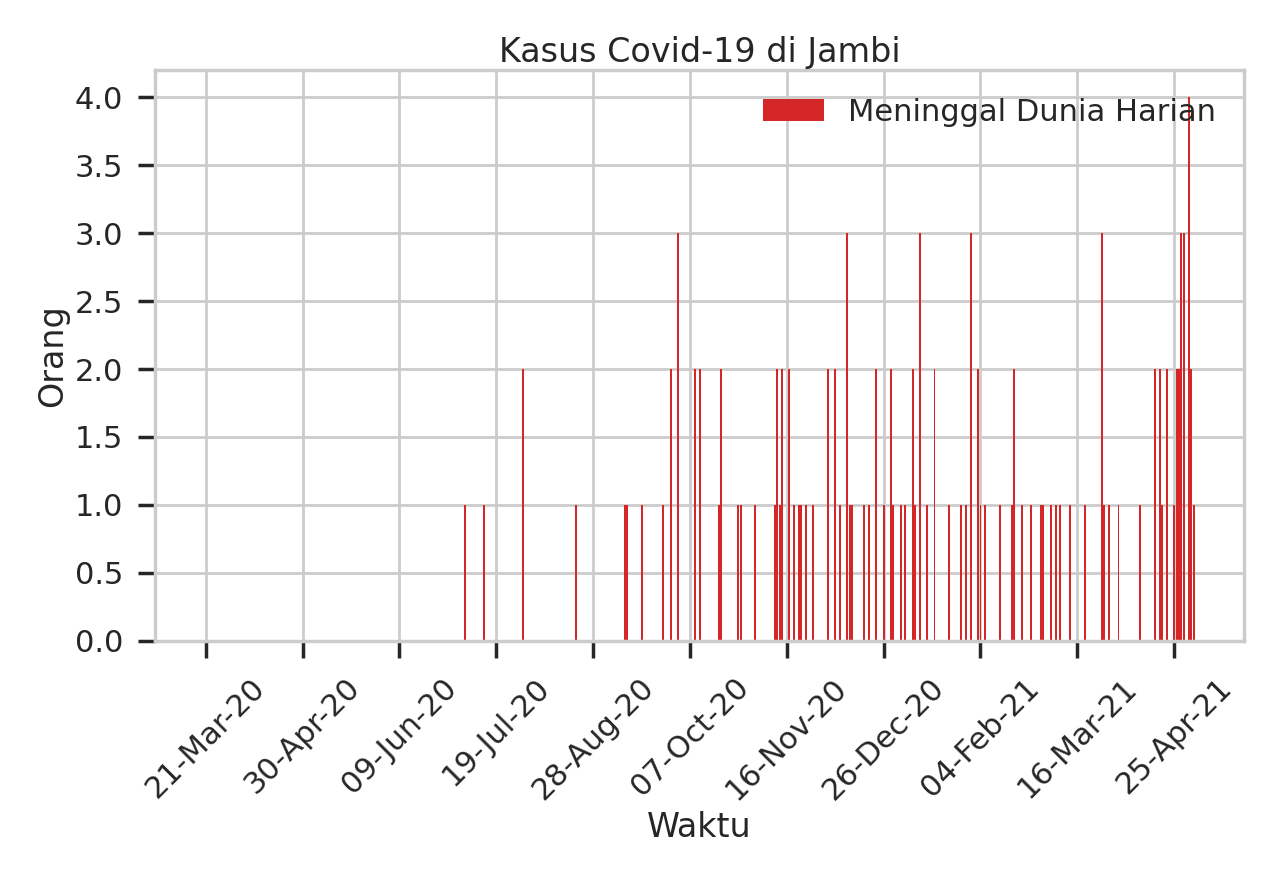 Kasus Covid-19 di Jambi
Meninggal Dunia Harian
4.0
3.5
3.0
2.5
2.0
1.5
1.0
0.5
0.0
Orang
21-Mar-20
30-Apr-20
09-Jun-20
19-Jul-20
28-Aug-20
07-Oct-20
16-Nov-20
26-Dec-20
04-Feb-21
16-Mar-21
25-Apr-21
Waktu